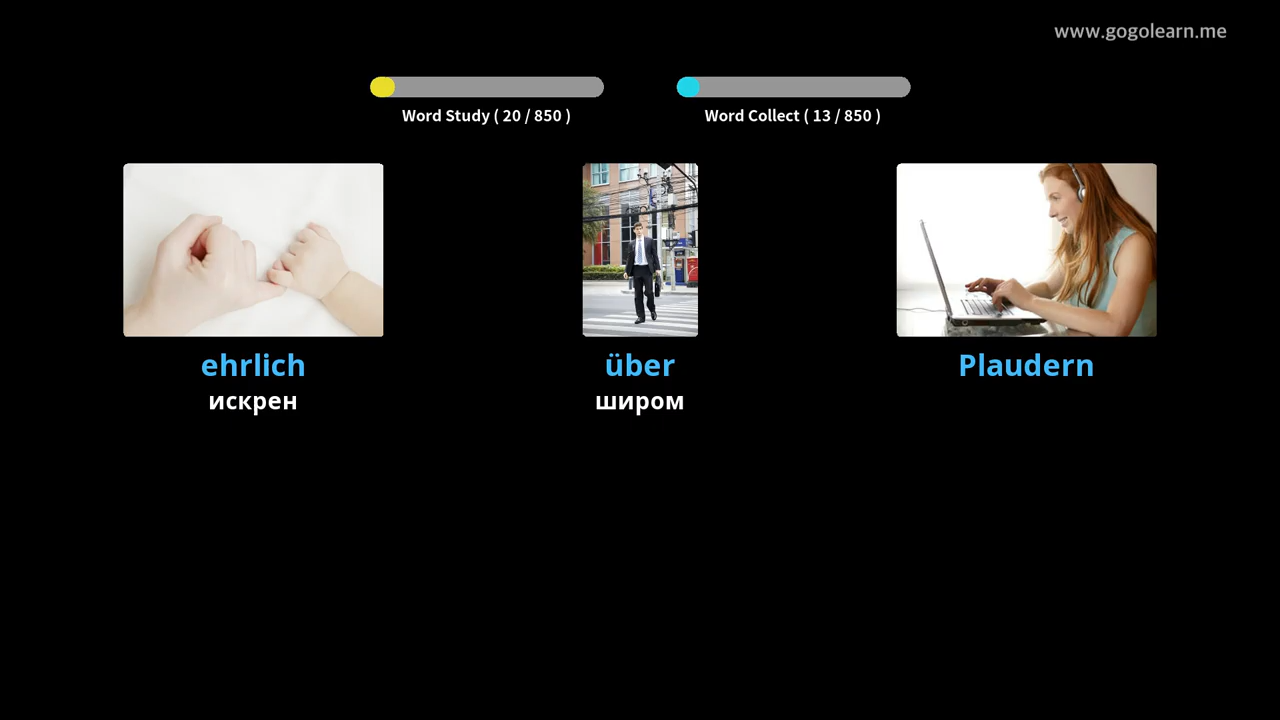 www.gogolearn.me
Word Study ( 20 / 850 )
Word Collect ( 13 / 850 )
ehrlich
искрен
über
широм
Plaudern